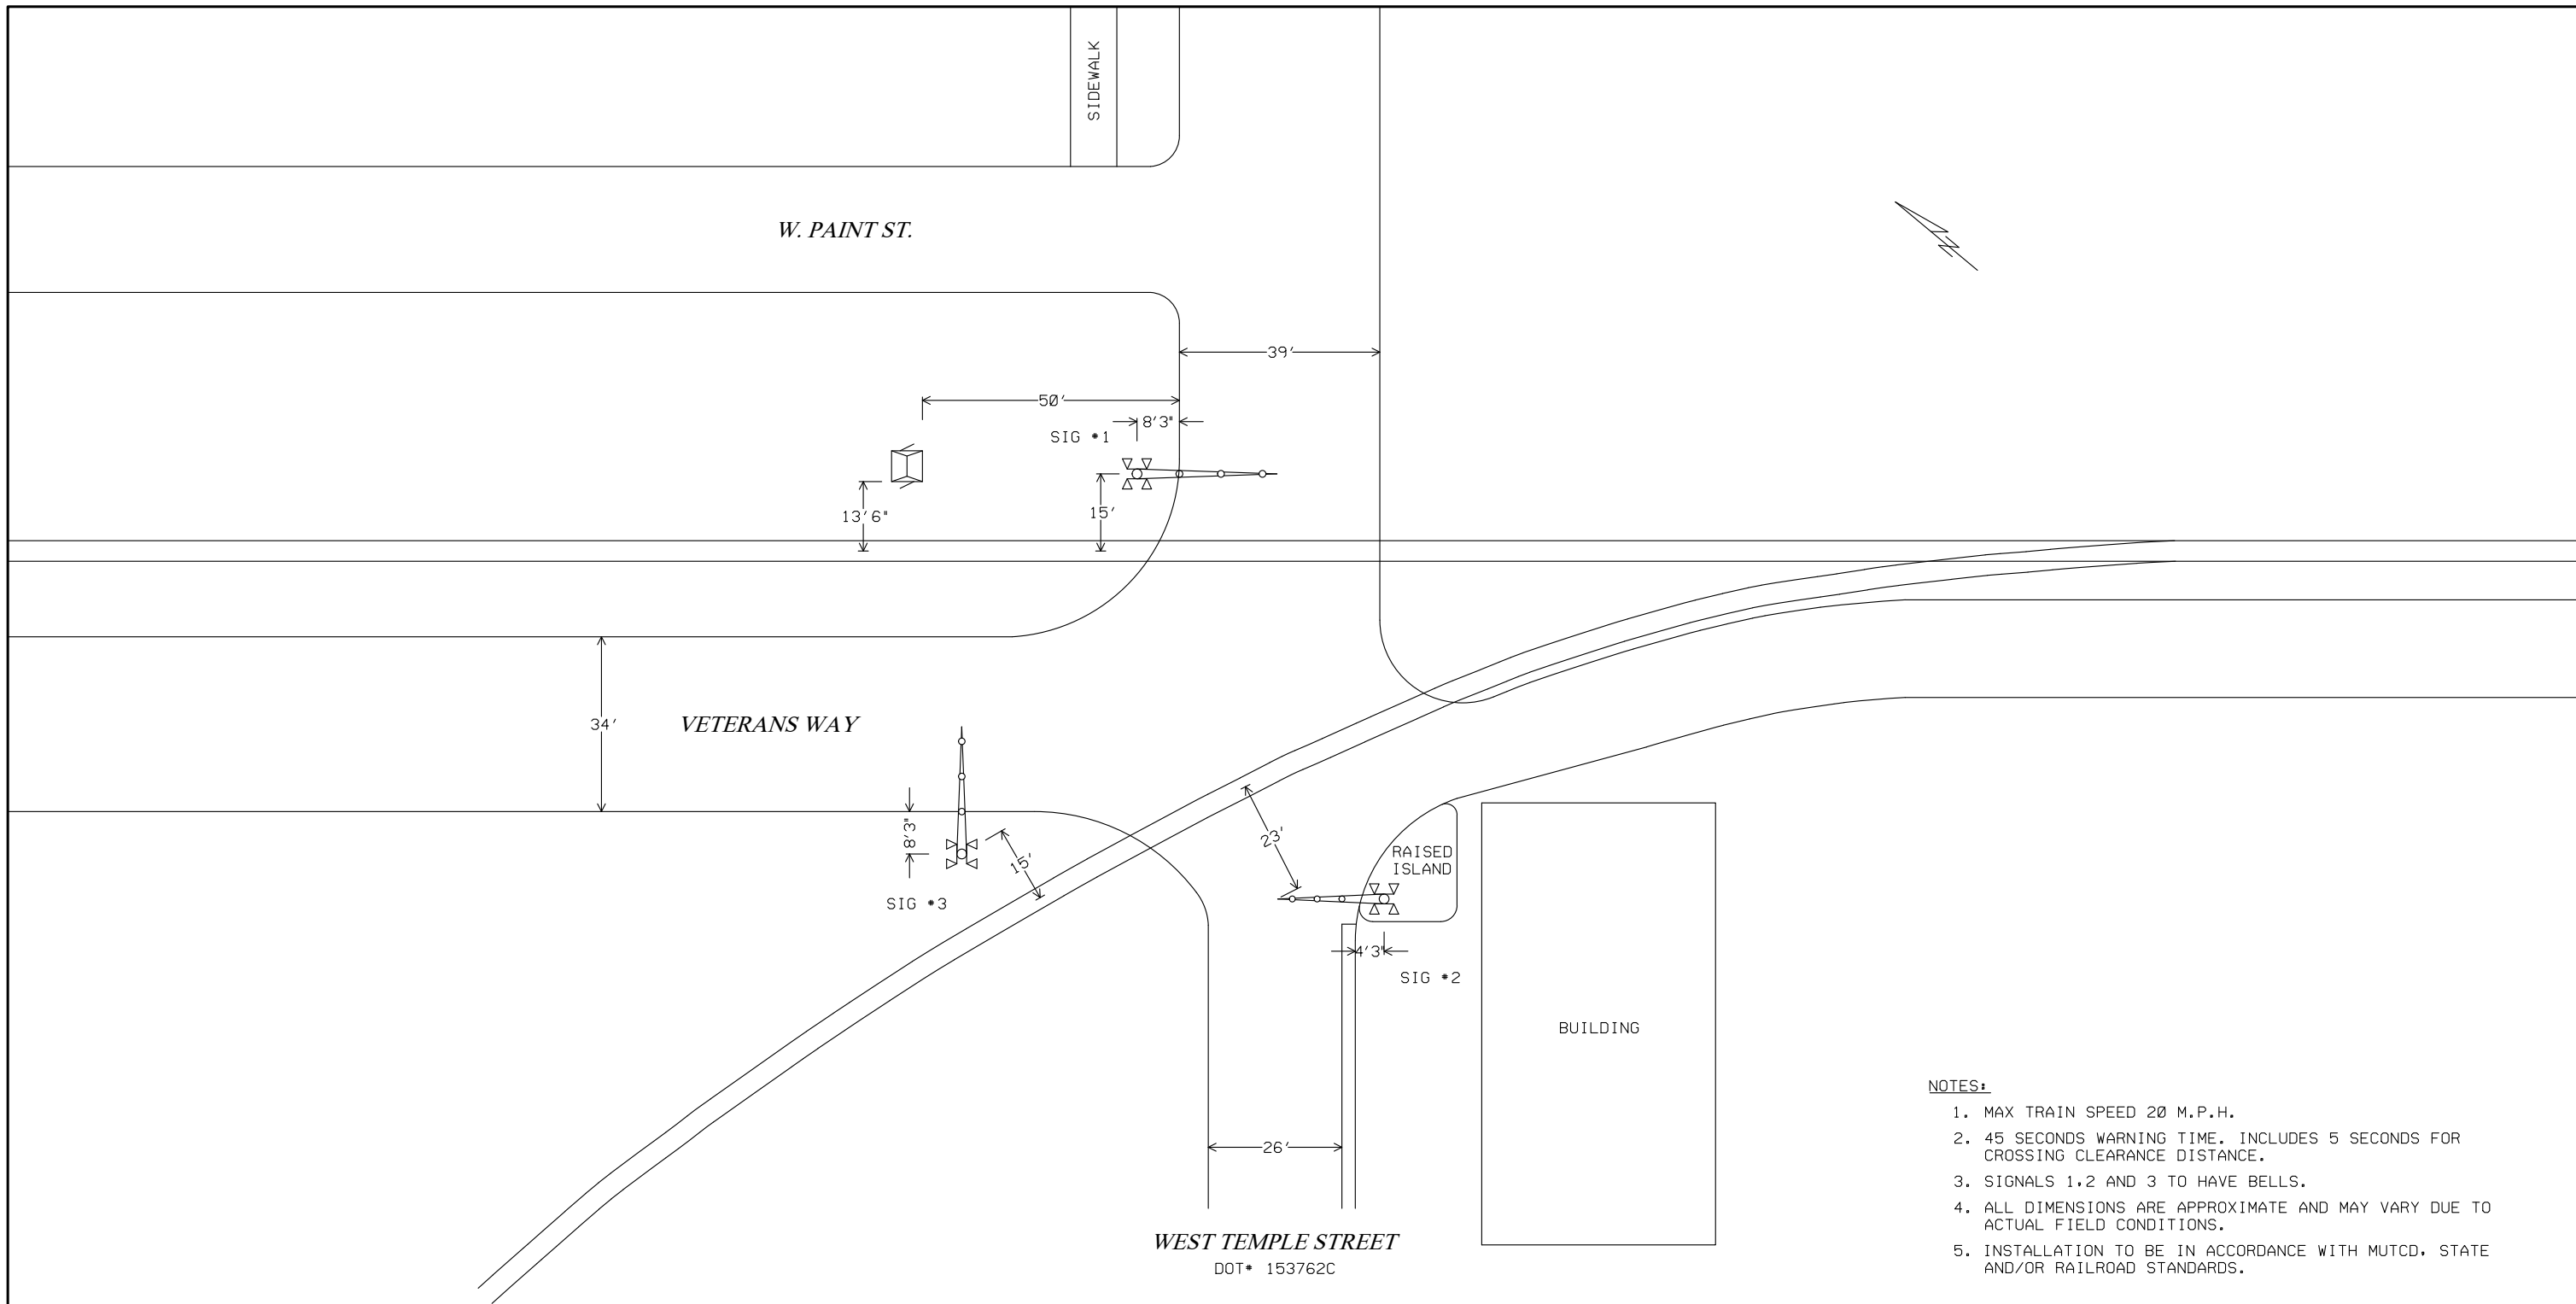 SIDEWALK
W. PAINT ST.
39'
50'
8'3"
SIG #1
13'6"
15'
34'
VETERANS WAY
8'3"
15'
SIG #3
23'
RAISED
ISLAND
4'3"
SIG #2
BUILDING
26'
WEST TEMPLE STREET
DOT# 153762C
NOTES:
1. MAX TRAIN SPEED 20 M.P.H.
2. 45 SECONDS WARNING TIME. INCLUDES 5 SECONDS FOR
CROSSING CLEARANCE DISTANCE.
3. SIGNALS 1,2 AND 3 TO HAVE BELLS.
4. ALL DIMENSIONS ARE APPROXIMATE AND MAY VARY DUE TO
ACTUAL FIELD CONDITIONS.
5. INSTALLATION TO BE IN ACCORDANCE WITH MUTCD, STATE
AND/OR RAILROAD STANDARDS.